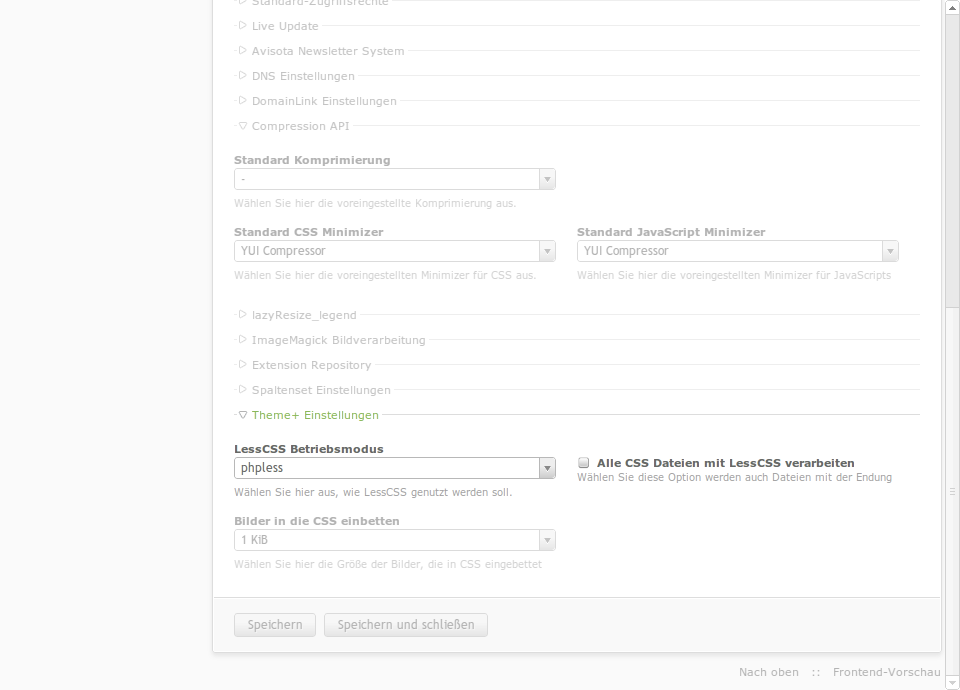 Standard-Zugriffsrechte
Live Update
Avisota Newsletter System
DNS Einstellungen
DomainLink Einstellungen
Compression API
Standard Komprimierung
-
Wählen Sie hier die voreingestellte Komprimierung aus.
Standard CSS Minimizer
Standard JavaScript Minimizer
YUI Compressor
YUI Compressor
Wählen Sie hier die voreingestellten Minimizer für CSS aus.
Wählen Sie hier die voreingestellten Minimizer für JavaScripts
lazyResize_legend
ImageMagick Bildverarbeitung
Extension Repository
Spaltenset Einstellungen
Theme+ Einstellungen
LessCSS Betriebsmodus
phpless
Wählen Sie hier aus, wie LessCSS genutzt werden soll.
Alle CSS Dateien mit LessCSS verarbeiten
Wählen Sie diese Option werden auch Dateien mit der Endung
Bilder in die CSS einbetten
1 KiB
Wählen Sie hier die Größe der Bilder, die in CSS eingebettet
Speichern
Speichern und schließen
Nach oben :: Frontend-Vorschau